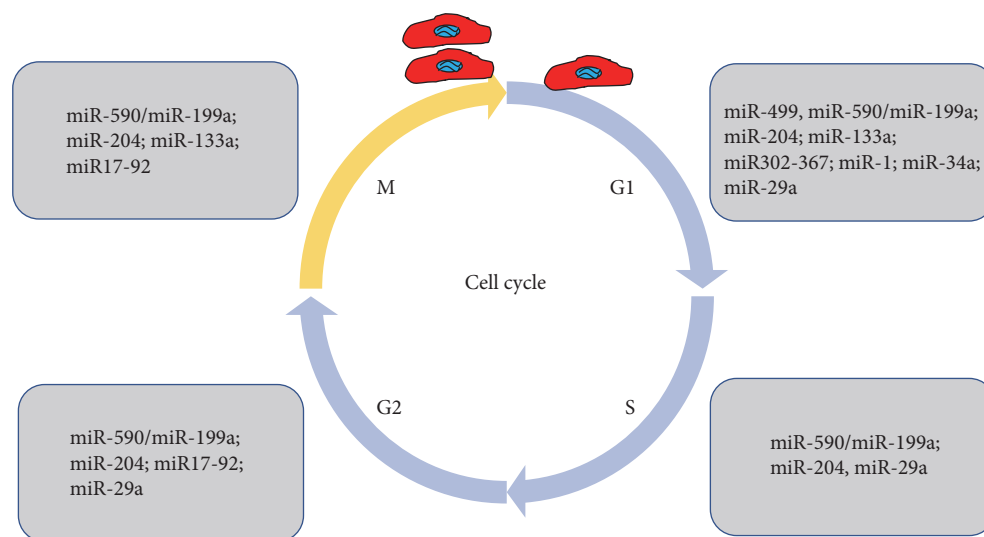 miR-590/miR-199a;
miR-204; miR-133a;
miR17-92
miR-499, miR-590/miR-199a;
miR-204; miR-133a;
miR302-367; miR-1; miR-34a;
miR-29a
M
G1
Cell cycle
G2
S
miR-590/miR-199a;
miR-204; miR17-92;
miR-29a
miR-590/miR-199a;
miR-204, miR-29a